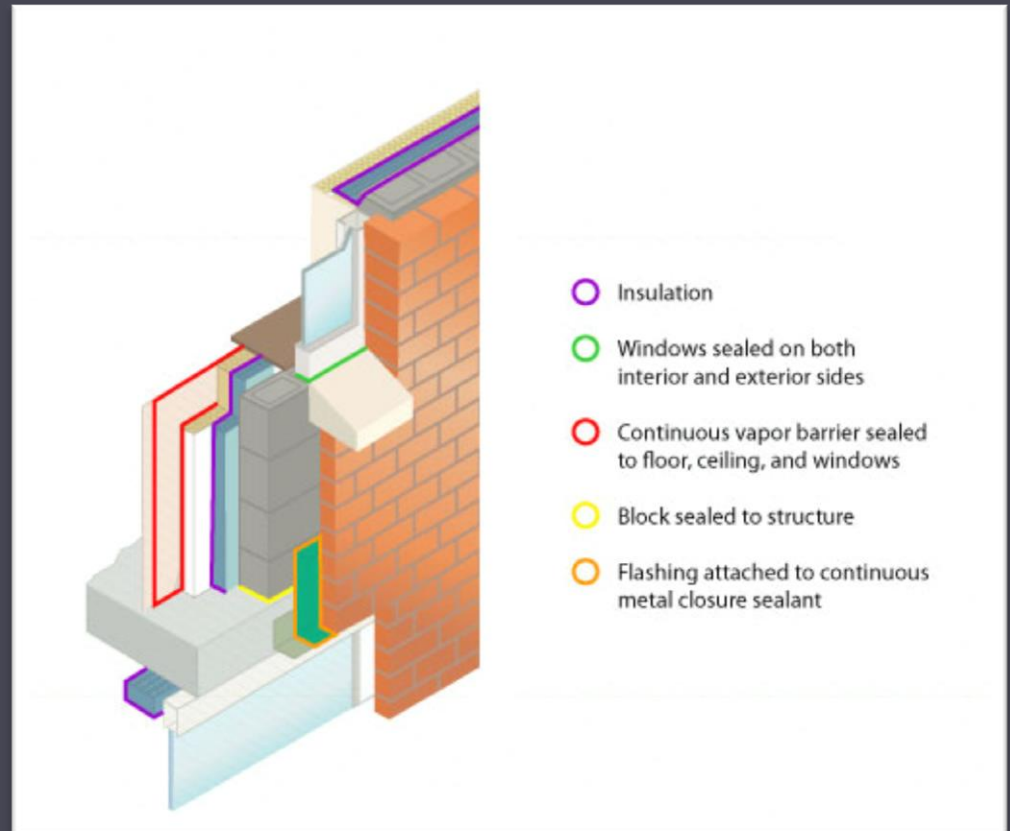 Insulation
Windows sealed on both
interior and exterior sides
Continuous vapor barrier sealed
to floor, ceiling, and windows
Block sealed to structure
Flashing attached to continuous
metal closure sealant